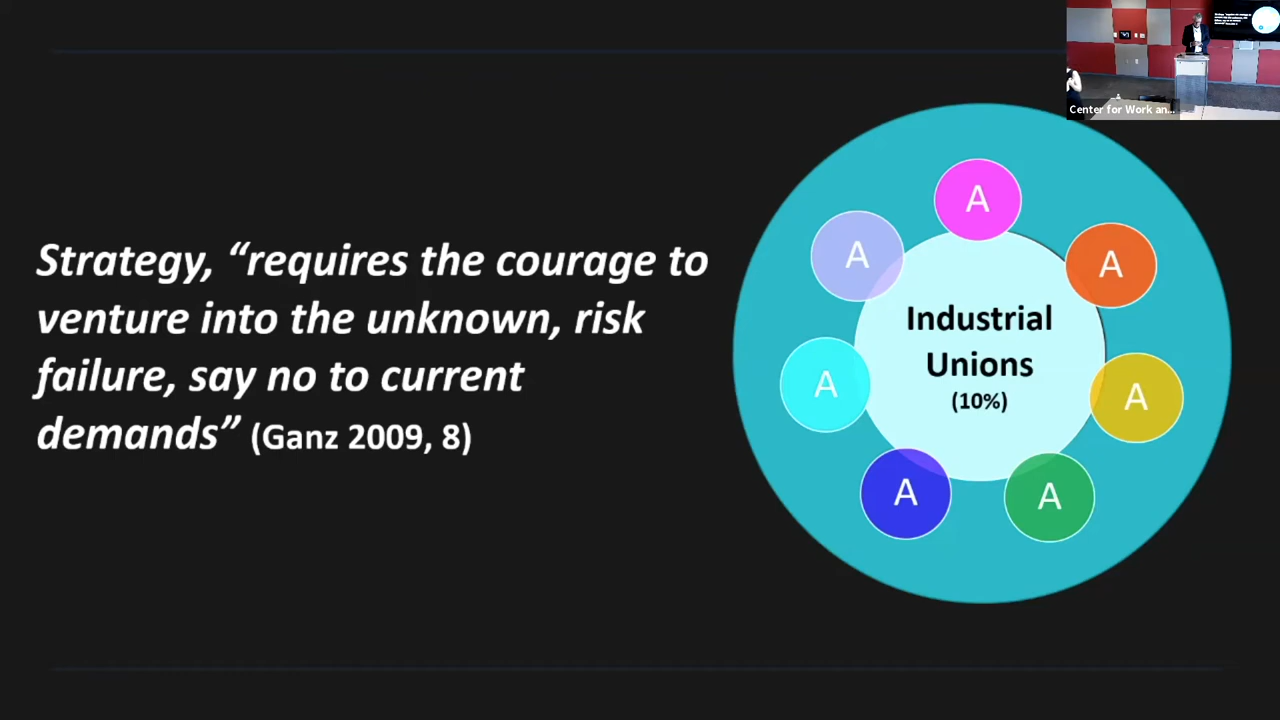 Strategy, “requires the courage to
venture into the unknown, risk
failure, say no to current
demands” (Ganz 2009, 8)
A
A
A
Industrial
Unions
(10%)
A
A
A
A
Center for Work an...